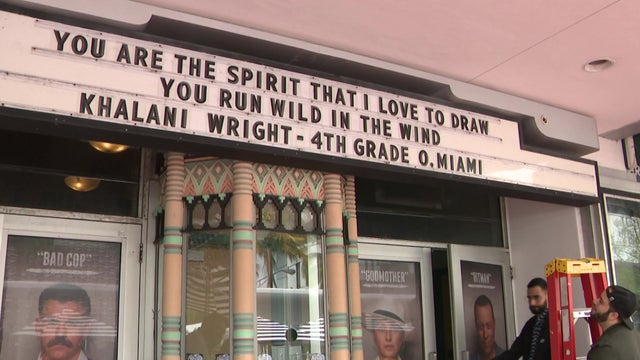 YOU ARE THE SPIRIT THAT I LOVE TO DRAW
YOU RUN WILD IN THE WIND
KHALANI WRIGHT - 4TH GRADE O. MIAMI
"BAD COP"
"GODMOTHER"
"HITMAN"